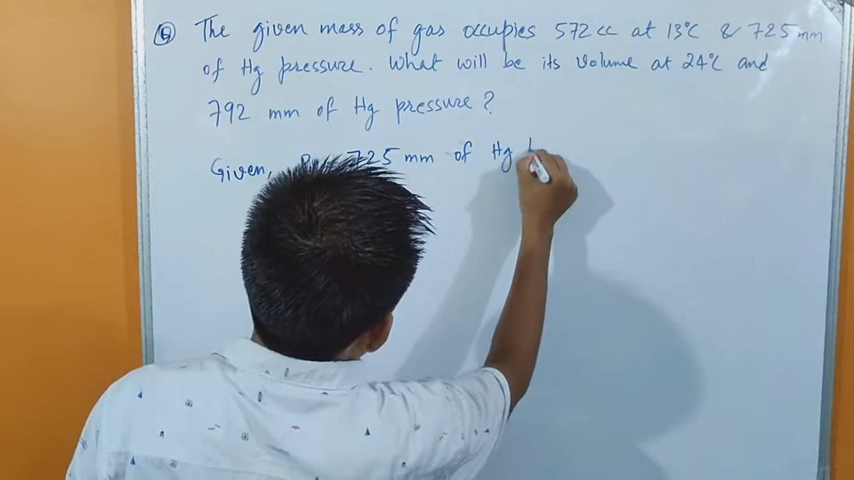 Q The given mass of gas occupies 572 cc at 13°C & 725 mm
of Hg pressure. What will be its volume at 24°C and
792 mm of Hg pressure?
Given, 725 mm of Hg